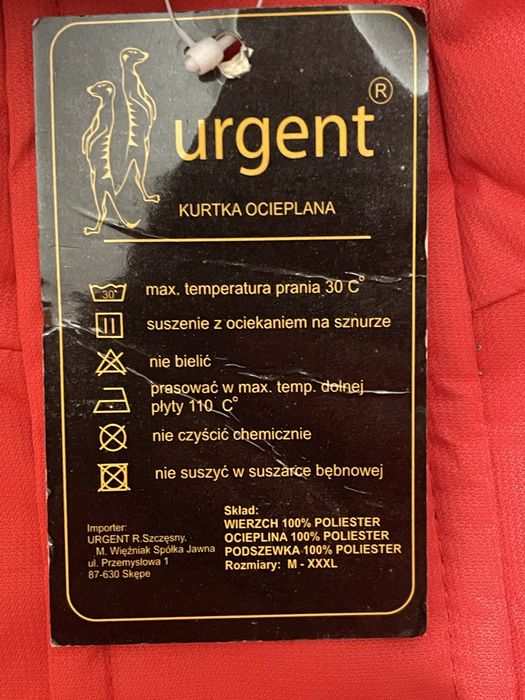 urgent®
KURTKA OCIEPLANA
30° max. temperatura prania 30 C°
suszenie z ociekaniem na sznurze
nie bielić
prasować w max. temp. dolnej
płyty 110 C°
nie czyścić chemicznie
nie suszyć w suszarce bębnowej
Importer:
URGENT R.Szczęsny.
M. Więźniak Spółka Jawna
ul. Przemysłowa 1
87-630 Skępe
Skład:
WIERZCH 100% POLIESTER
OCIEPLINA 100% POLIESTER
PODSZEWKA 100% POLIESTER
Rozmiary: M - XXXL